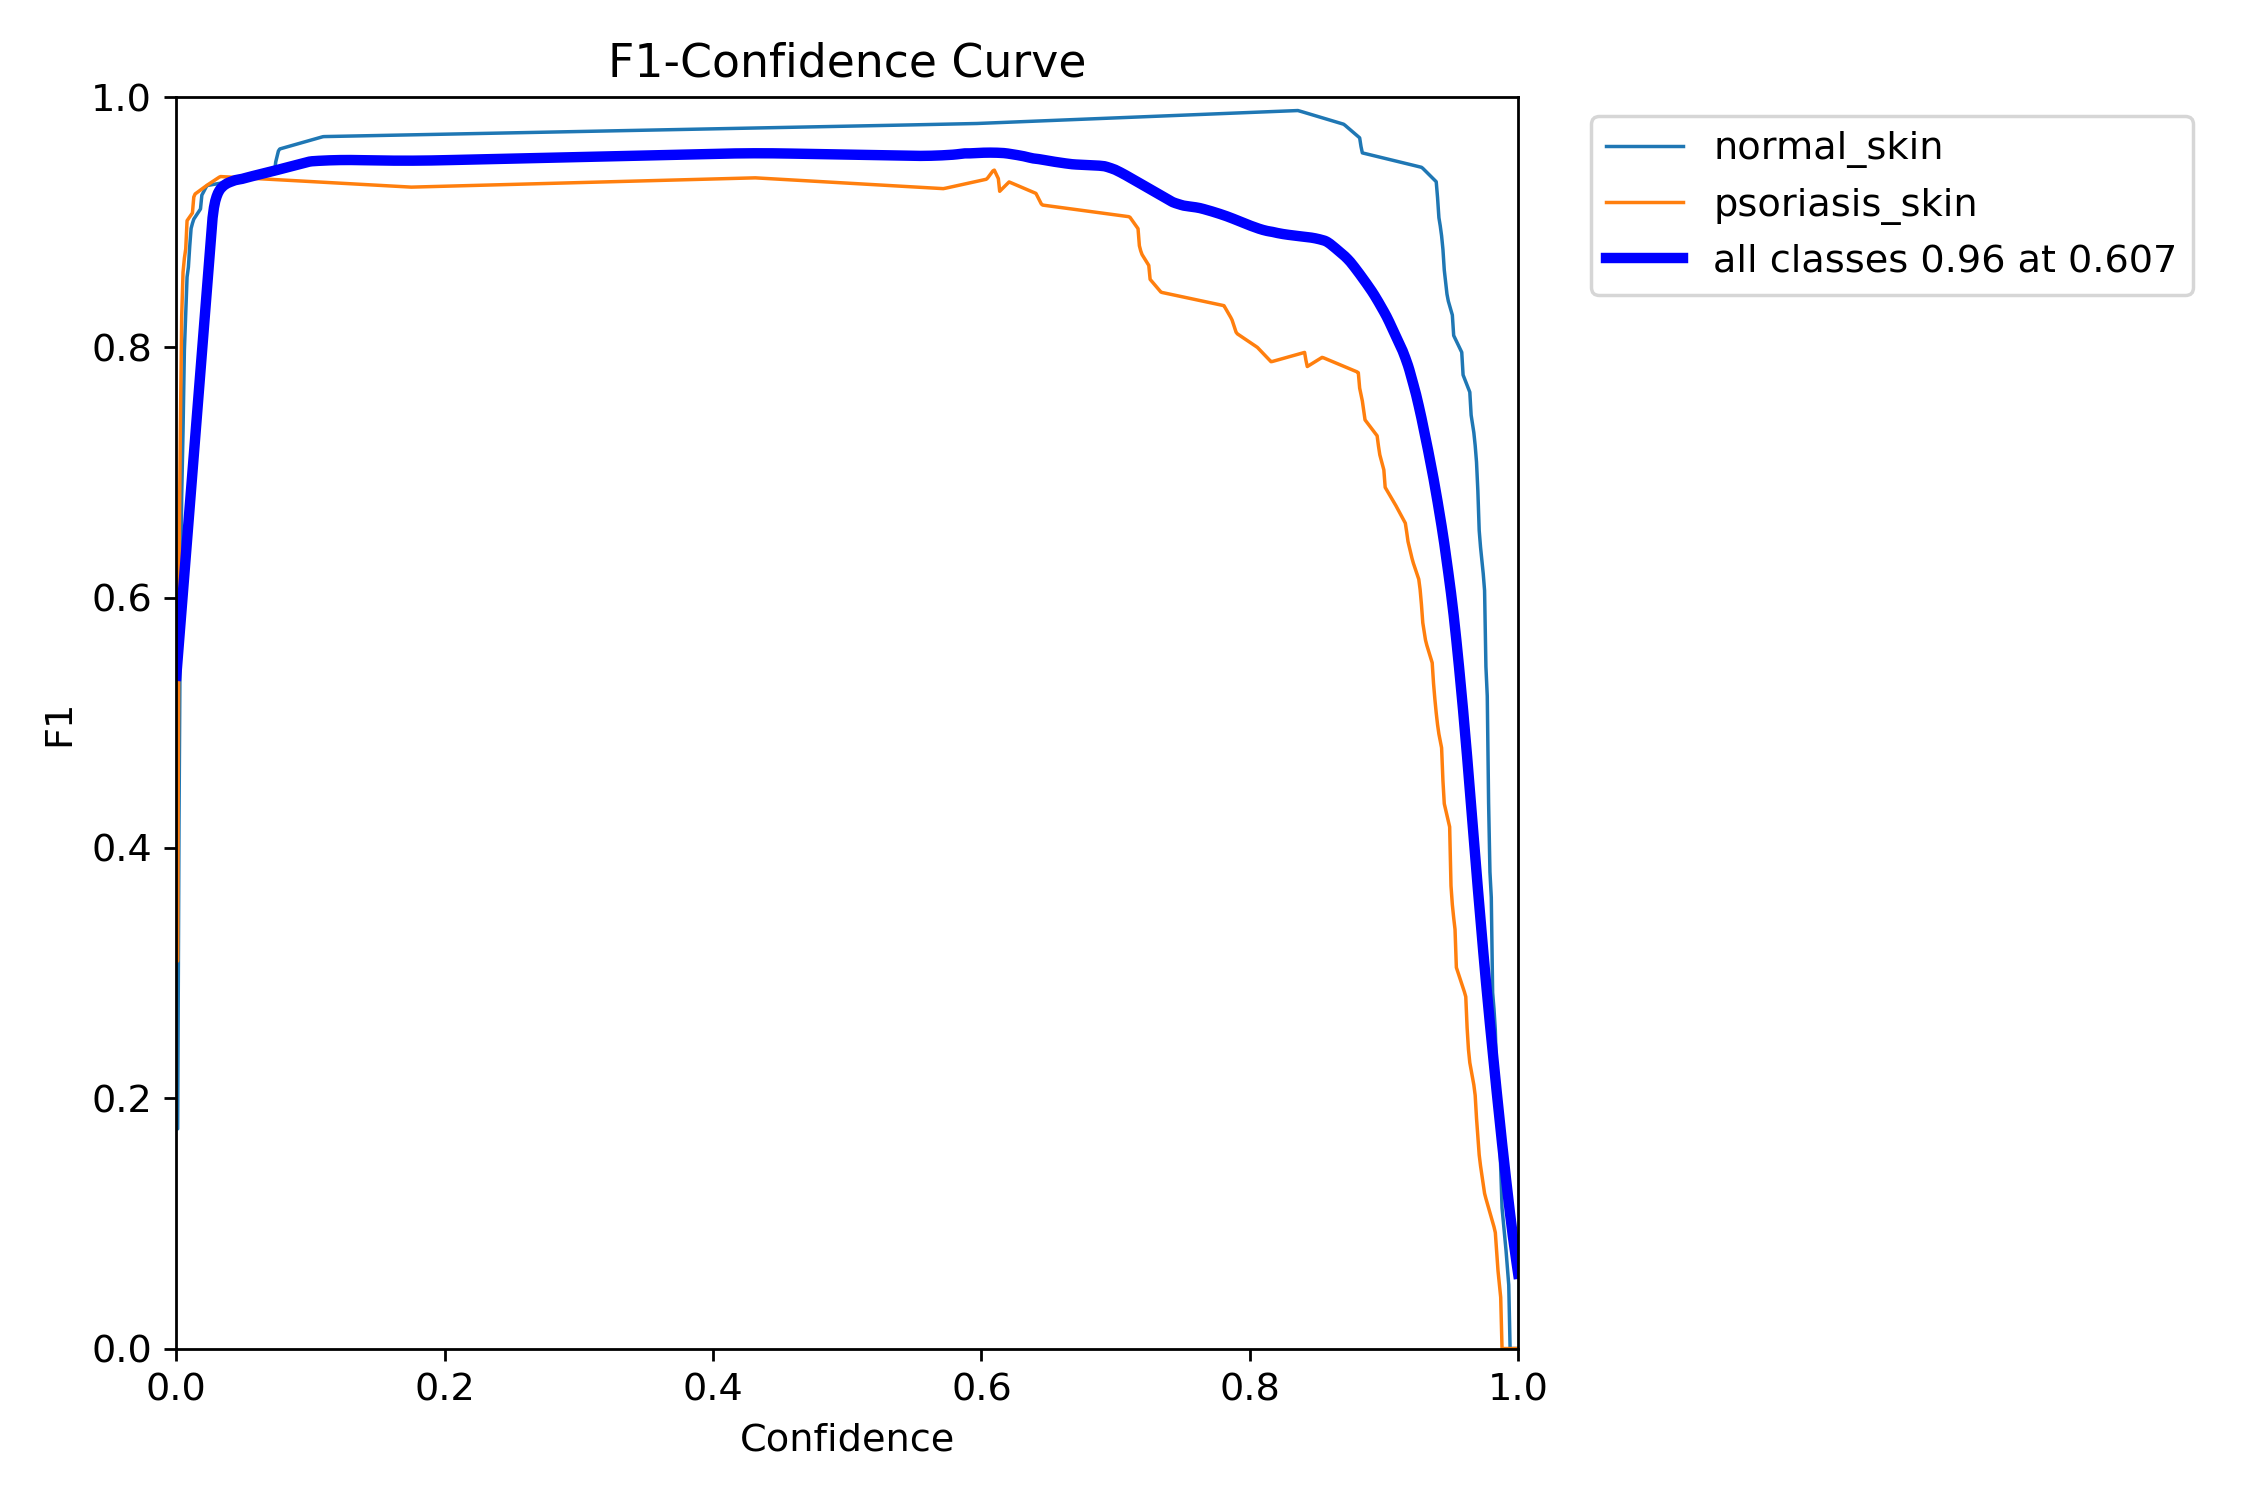 F1-Confidence Curve
1.0
0.8
0.6
0.4
0.2
0.0
F1
0.0 0.2 0.4 0.6 0.8 1.0
Confidence
normal_skin
psoriasis_skin
all classes 0.96 at 0.607